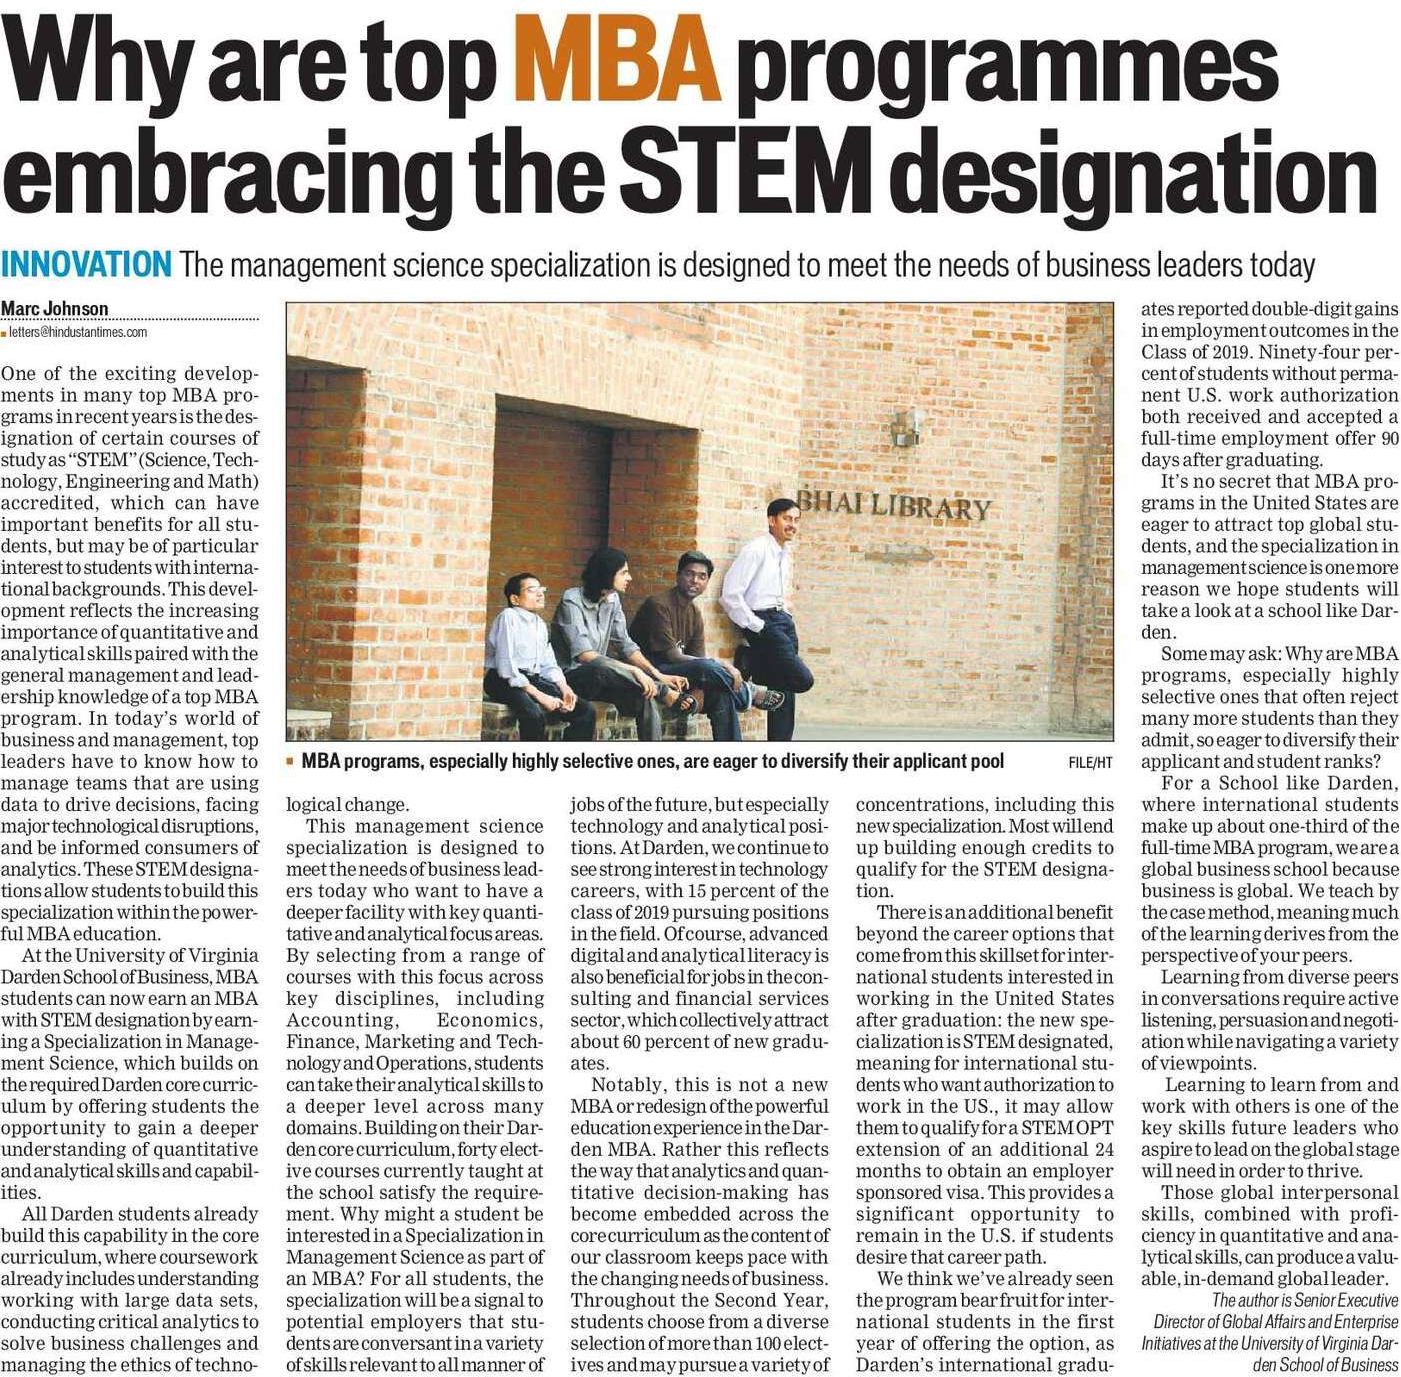 Why are top MBA programmes
embracing the STEM designation
INNOVATION The management science specialization is designed to meet the needs of business leaders today
Marc Johnson
letters@hindustantimes.com
One of the exciting develop-
ments in many top MBA pro-
grams in recent years is the des-
ignation of certain courses of
study as “STEM” (Science, Tech-
nology, Engineering and Math)
accredited, which can have
important benefits for all stu-
dents, but may be of particular
interest to students with interna-
tional backgrounds. This devel-
opment reflects the increasing
importance of quantitative and
analytical skills paired with the
general management and lead-
ership knowledge of a top MBA
program. In today’s world of
business and management, top
leaders have to know how to
manage teams that are using
data to drive decisions, facing
major technological disruptions,
and be informed consumers of
analytics. These STEM designa-
tions allow students to build this
specialization within the power-
ful MBA education.
At the University of Virginia
Darden School of Business, MBA
students can now earn an MBA
with STEM designation by earn-
ing a Specialization in Manage-
ment Science, which builds on
the required Darden core curric-
ulum by offering students the
opportunity to gain a deeper
understanding of quantitative
and analytical skills and capabil-
ities.
All Darden students already
build this capability in the core
curriculum, where coursework
already includes understanding
working with large data sets,
conducting critical analytics to
solve business challenges and
managing the ethics of techno-
BHAI LIBRARY
MBA programs, especially highly selective ones, are eager to diversify their applicant pool
FILE/HT
logical change.
This management science
specialization is designed to
meet the needs of business lead-
ers today who want to have a
deeper facility with key quanti-
tative and analytical focus areas.
By selecting from a range of
courses with this focus across
key disciplines, including
Accounting, Economics,
Finance, Marketing and Tech-
nology and Operations, students
can take their analytical skills to
a deeper level across many
domains. Building on their Dar-
den core curriculum, forty elect-
ive courses currently taught at
the school satisfy the require-
ment. Why might a student be
interested in a Specialization in
Management Science as part of
an MBA? For all students, the
specialization will be a signal to
potential employers that stu-
dents are conversant in a variety
of skills relevant to all manner of
jobs of the future, but especially
technology and analytical posi-
tions. At Darden, we continue to
see strong interest in technology
careers, with 15 percent of the
class of 2019 pursuing positions
in the field. Of course, advanced
digital and analytical literacy is
also beneficial for jobs in the con-
sulting and financial services
sector, which collectively attract
about 60 percent of new gradu-
ates.
Notably, this is not a new
MBA or redesign of the powerful
education experience in the Dar-
den MBA. Rather this reflects
the way that analytics and quan-
titative decision-making has
become embedded across the
core curriculum as the content of
our classroom keeps pace with
the changing needs of business.
Throughout the Second Year,
students choose from a diverse
selection of more than 100 elect-
ives and may pursue a variety of
concentrations, including this
new specialization. Most will end
up building enough credits to
qualify for the STEM designa-
tion.
There is an additional benefit
beyond the career options that
come from this skillset for inter-
national students interested in
working in the United States
after graduation: the new spe-
cialization is STEM designated,
meaning for international stu-
dents who want authorization to
work in the US., it may allow
them to qualify for a STEM OPT
extension of an additional 24
months to obtain an employer
sponsored visa. This provides a
significant opportunity to
remain in the U.S. if students
desire that career path.
We think we’ve already seen
the program bear fruit for inter-
national students in the first
year of offering the option, as
Darden’s international gradu-
ates reported double-digit gains
in employment outcomes in the
Class of 2019. Ninety-four per-
cent of students without perma-
nent U.S. work authorization
both received and accepted a
full-time employment offer 90
days after graduating.
It’s no secret that MBA pro-
grams in the United States are
eager to attract top global stu-
dents, and the specialization in
management science is one more
reason we hope students will
take a look at a school like Dar-
den.
Some may ask: Why are MBA
programs, especially highly
selective ones that often reject
many more students than they
admit, so eager to diversify their
applicant and student ranks?
For a School like Darden,
where international students
make up about one-third of the
full-time MBA program, we are a
global business school because
business is global. We teach by
the case method, meaning much
of the learning derives from the
perspective of your peers.
Learning from diverse peers
in conversations require active
listening, persuasion and negoti-
ation while navigating a variety
of viewpoints.
Learning to learn from and
work with others is one of the
key skills future leaders who
aspire to lead on the global stage
will need in order to thrive.
Those global interpersonal
skills, combined with profi-
ciency in quantitative and ana-
lytical skills, can produce a valu-
able, in-demand global leader.
The author is Senior Executive
Director of Global Affairs and Enterprise
Initiatives at the University of Virginia Dar-
den School of Business